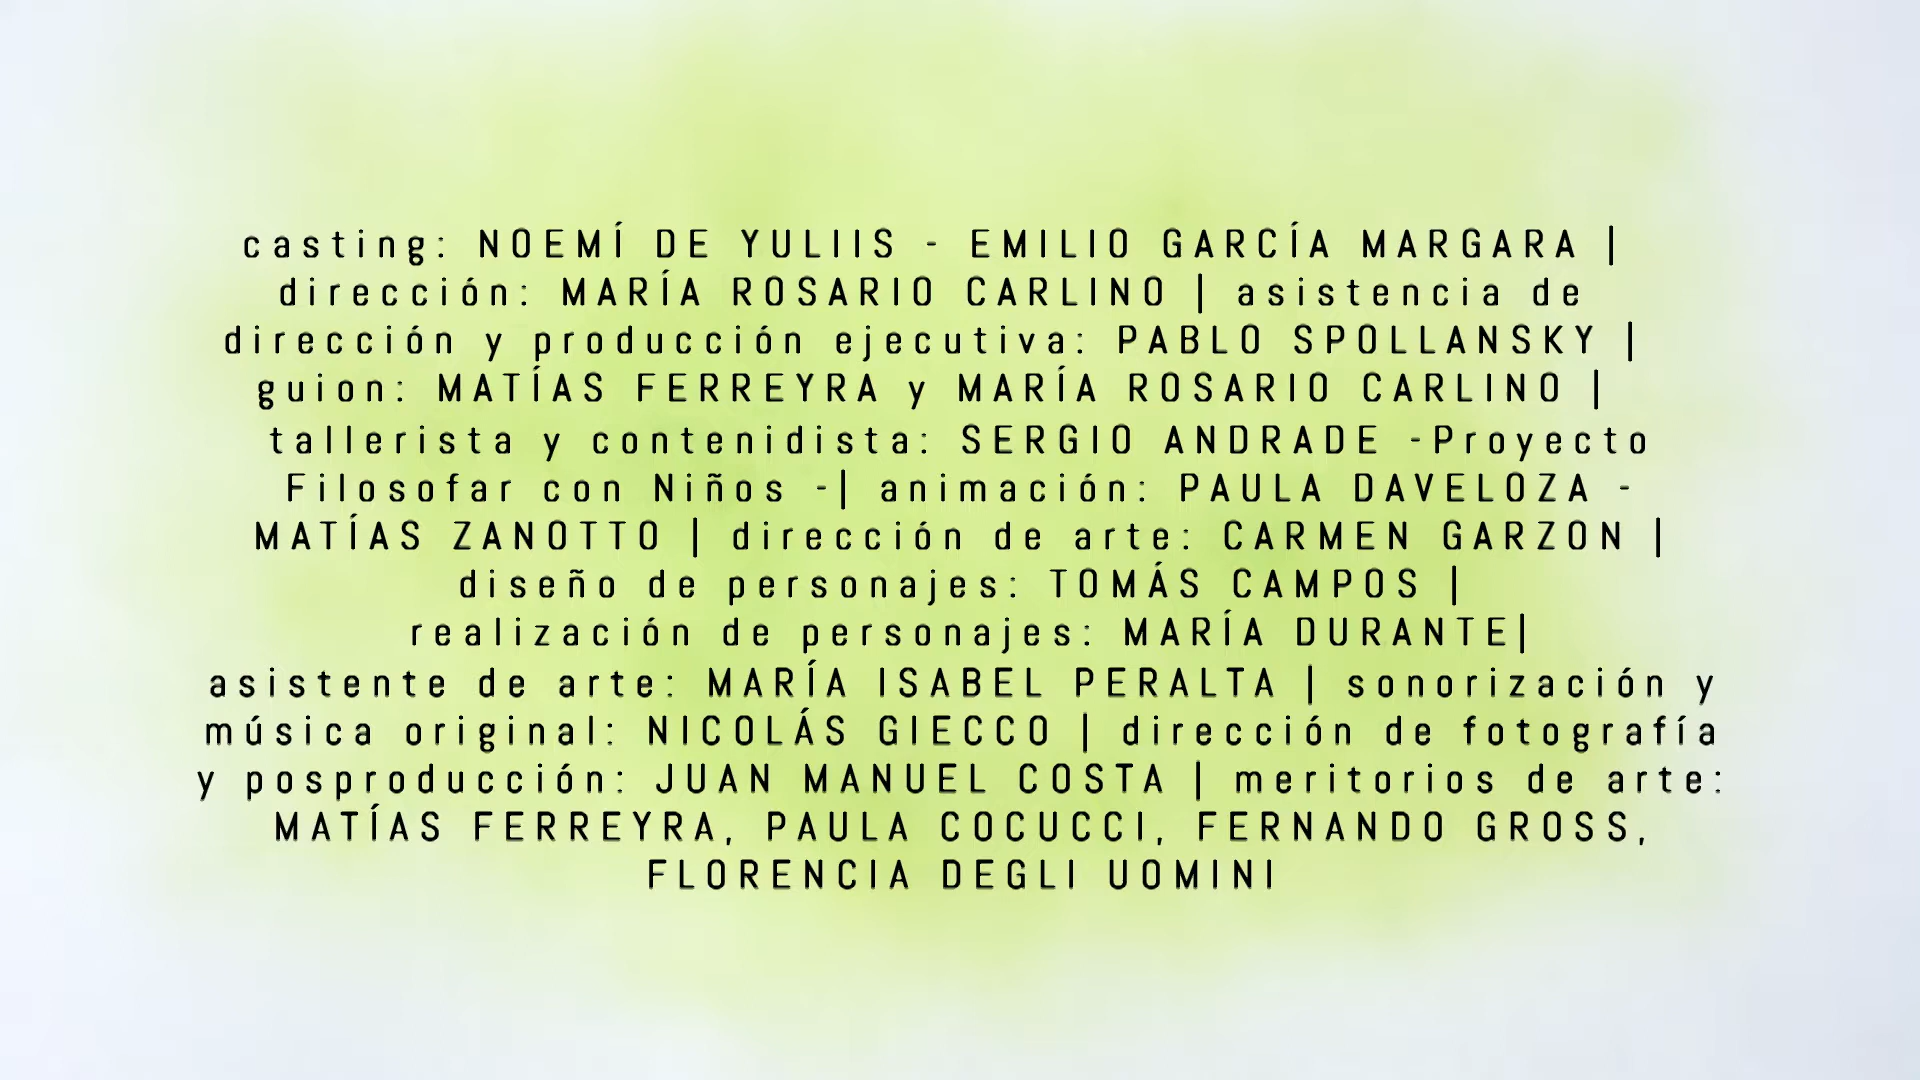 casting: NOEMÍ DE YULIIS - EMILIO GARCÍA MARGARA |
dirección: MARÍA ROSARIO CARLINO | asistencia de
dirección y producción ejecutiva: PABLO SPOLLANSKY |
guion: MATÍAS FERREYRA y MARÍA ROSARIO CARLINO |
tallerista y contenidista: SERGIO ANDRADE -Proyecto
Filosofar con Niños -| animación: PAULA DAVELOZA -
MATÍAS ZANOTTO | dirección de arte: CARMEN GARZON |
diseño de personajes: TOMÁS CAMPOS |
realización de personajes: MARÍA DURANTE|
asistente de arte: MARÍA ISABEL PERALTA | sonorización y
música original: NICOLÁS GIECCO | dirección de fotografía
y posproducción: JUAN MANUEL COSTA | meritorios de arte:
MATÍAS FERREYRA, PAULA COCUCCI, FERNANDO GROSS,
FLORENCIA DEGLI UOMINI